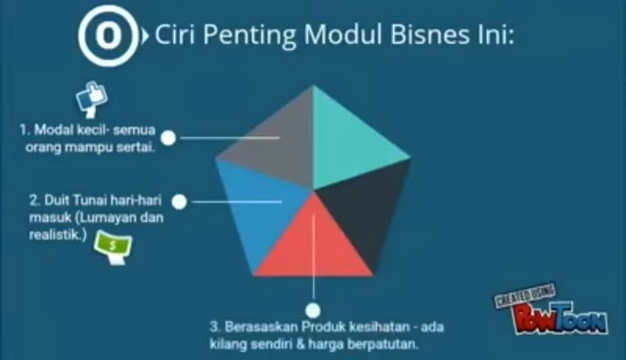 O
Ciri Penting Modul Bisnes Ini:
1. Modal kecil- semua
orang mampu sertai.
2. Duit Tunai hari-hari
masuk (Lumayan dan
realistik.)
$
3. Berasaskan Produk kesihatan - ada
kilang sendiri & harga berpatutan.
CREATED USING
POWTOON